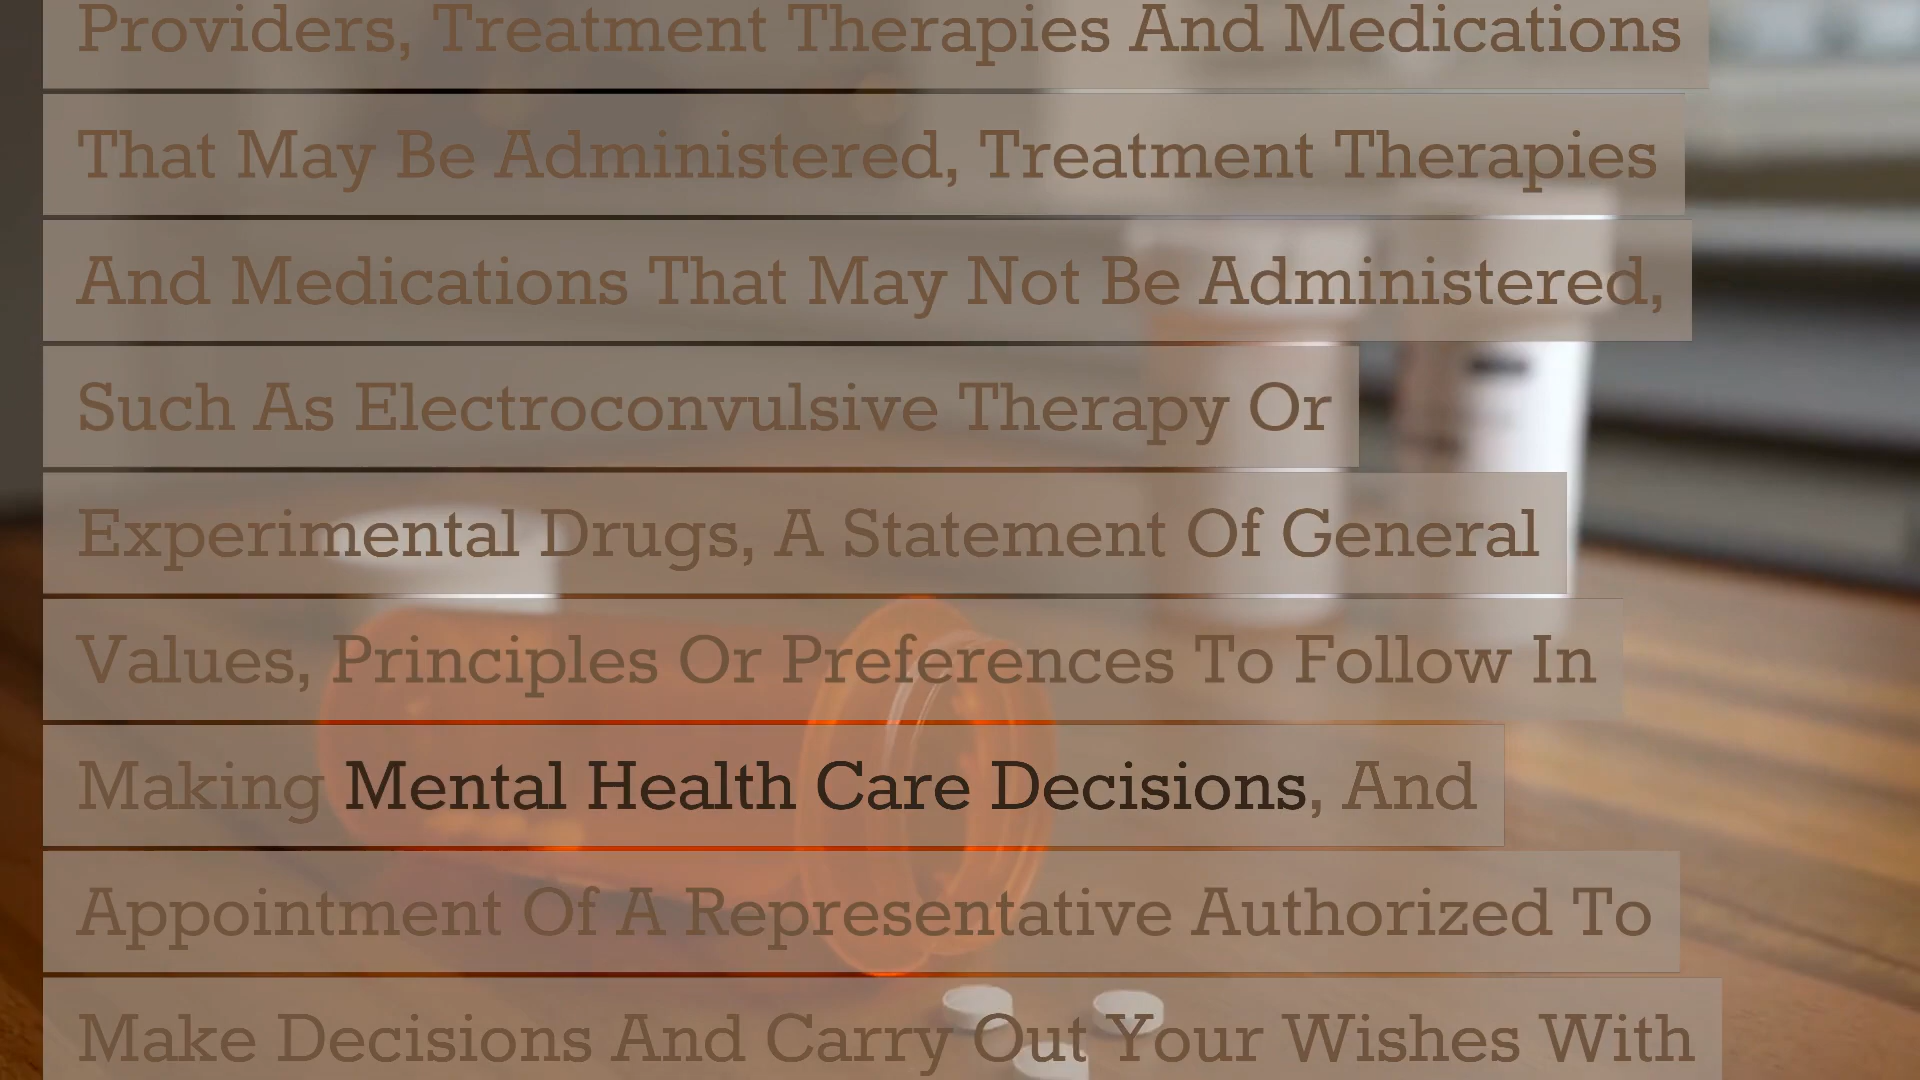 Providers, Treatment Therapies And Medications
That May Be Administered, Treatment Therapies
And Medications That May Not Be Administered,
Such As Electroconvulsive Therapy Or
Experimental Drugs, A Statement Of General
Values, Principles Or Preferences To Follow In
Making Mental Health Care Decisions, And
Appointment Of A Representative Authorized To
Make Decisions And Carry Out Your Wishes With